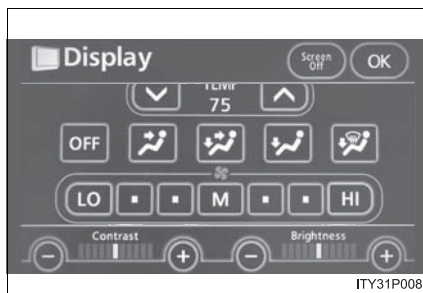 Display
Screen
Off
OK
TEMP
75
OFF
LO
M
HI
Contrast
Brightness
ITY31P008